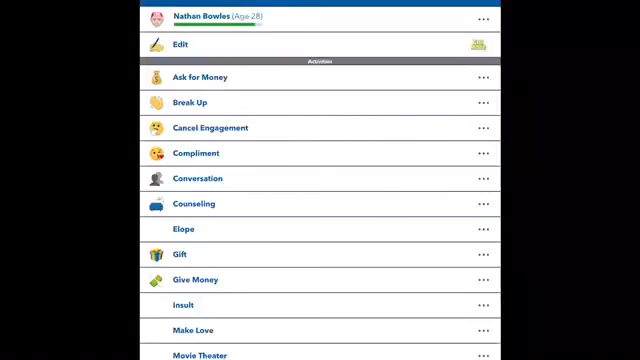 Nathan Bowles (Age 28)
Edit
Activities
Ask for Money
Break Up
Cancel Engagement
Compliment
Conversation
Counseling
Elope
Gift
Give Money
Insult
Make Love
Movie Theater